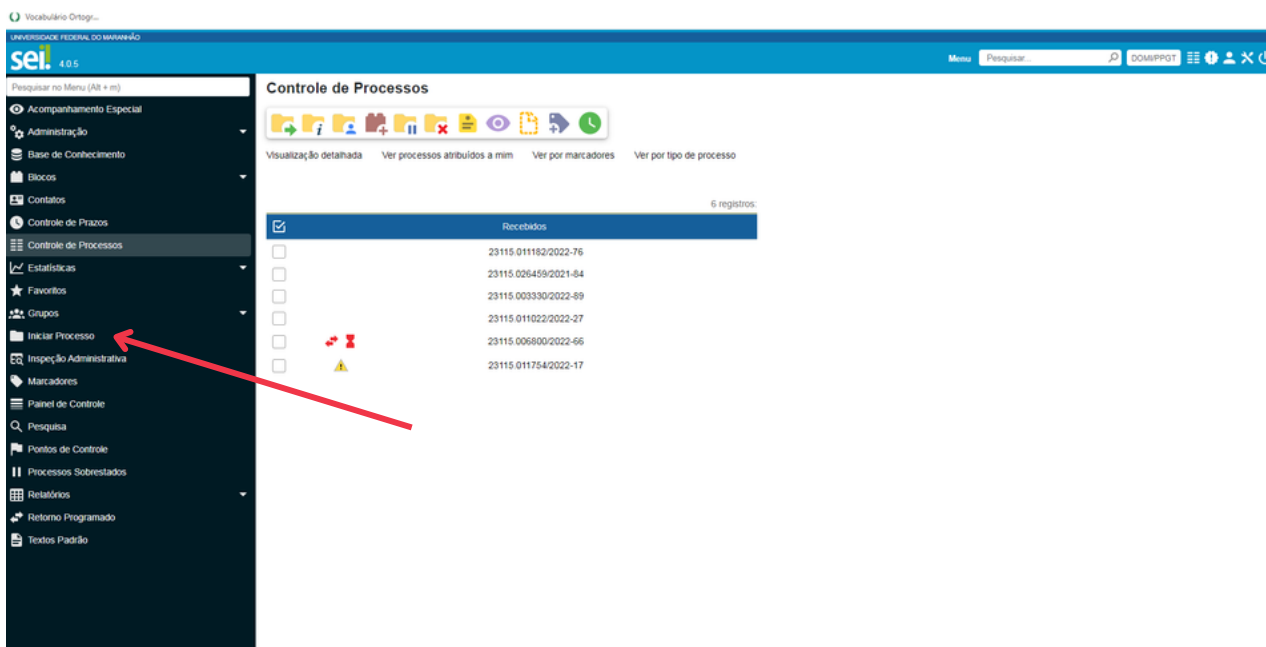 Vocabulário Ortogr...
UNIVERSIDADE FEDERAL DO MARANHÃO
sei! 4.0.5
Menu Pesquisar... DOMI/PPGT
Pesquisar no Menu (Alt + m)
Acompanhamento Especial
Administração
Base de Conhecimento
Blocos
Contatos
Controle de Prazos
Controle de Processos
Estatísticas
Favoritos
Grupos
Iniciar Processo
Inspeção Administrativa
Marcadores
Painel de Controle
Pesquisa
Pontos de Controle
Processos Sobrestados
Relatórios
Retorno Programado
Textos Padrão
Controle de Processos
Visualização detalhada Ver processos atribuídos a mim Ver por marcadores Ver por tipo de processo
6 registros:
Recebidos
23115.011182/2022-76
23115.026459/2021-84
23115.003330/2022-89
23115.011022/2022-27
23115.006800/2022-66
23115.011754/2022-17